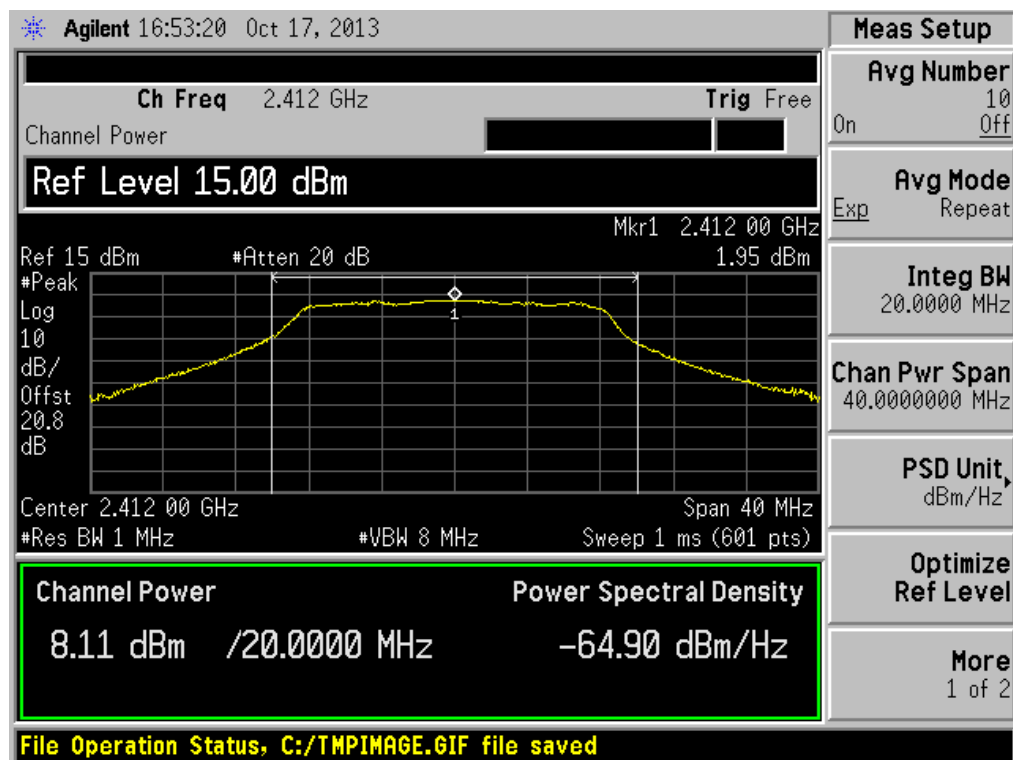 Agilent 16:53:20 Oct 17, 2013
Meas Setup
Ch Freq 2.412 GHz Trig Free
Channel Power
Ref Level 15.00 dBm
Mkr1 2.412 00 GHz
Ref 15 dBm #Atten 20 dB 1.95 dBm
#Peak
Log
10
dB/
Offst
20.8
dB
1
Center 2.412 00 GHz Span 40 MHz
#Res BW 1 MHz #VBW 8 MHz Sweep 1 ms (601 pts)
Channel Power Power Spectral Density
8.11 dBm /20.0000 MHz -64.90 dBm/Hz
Avg Number
10
On Off
Avg Mode
Exp Repeat
Integ BW
20.0000 MHz
Chan Pwr Span
40.0000000 MHz
PSD Unit
dBm/Hz
Optimize
Ref Level
More
1 of 2
File Operation Status, C:/TMPIMAGE.GIF file saved